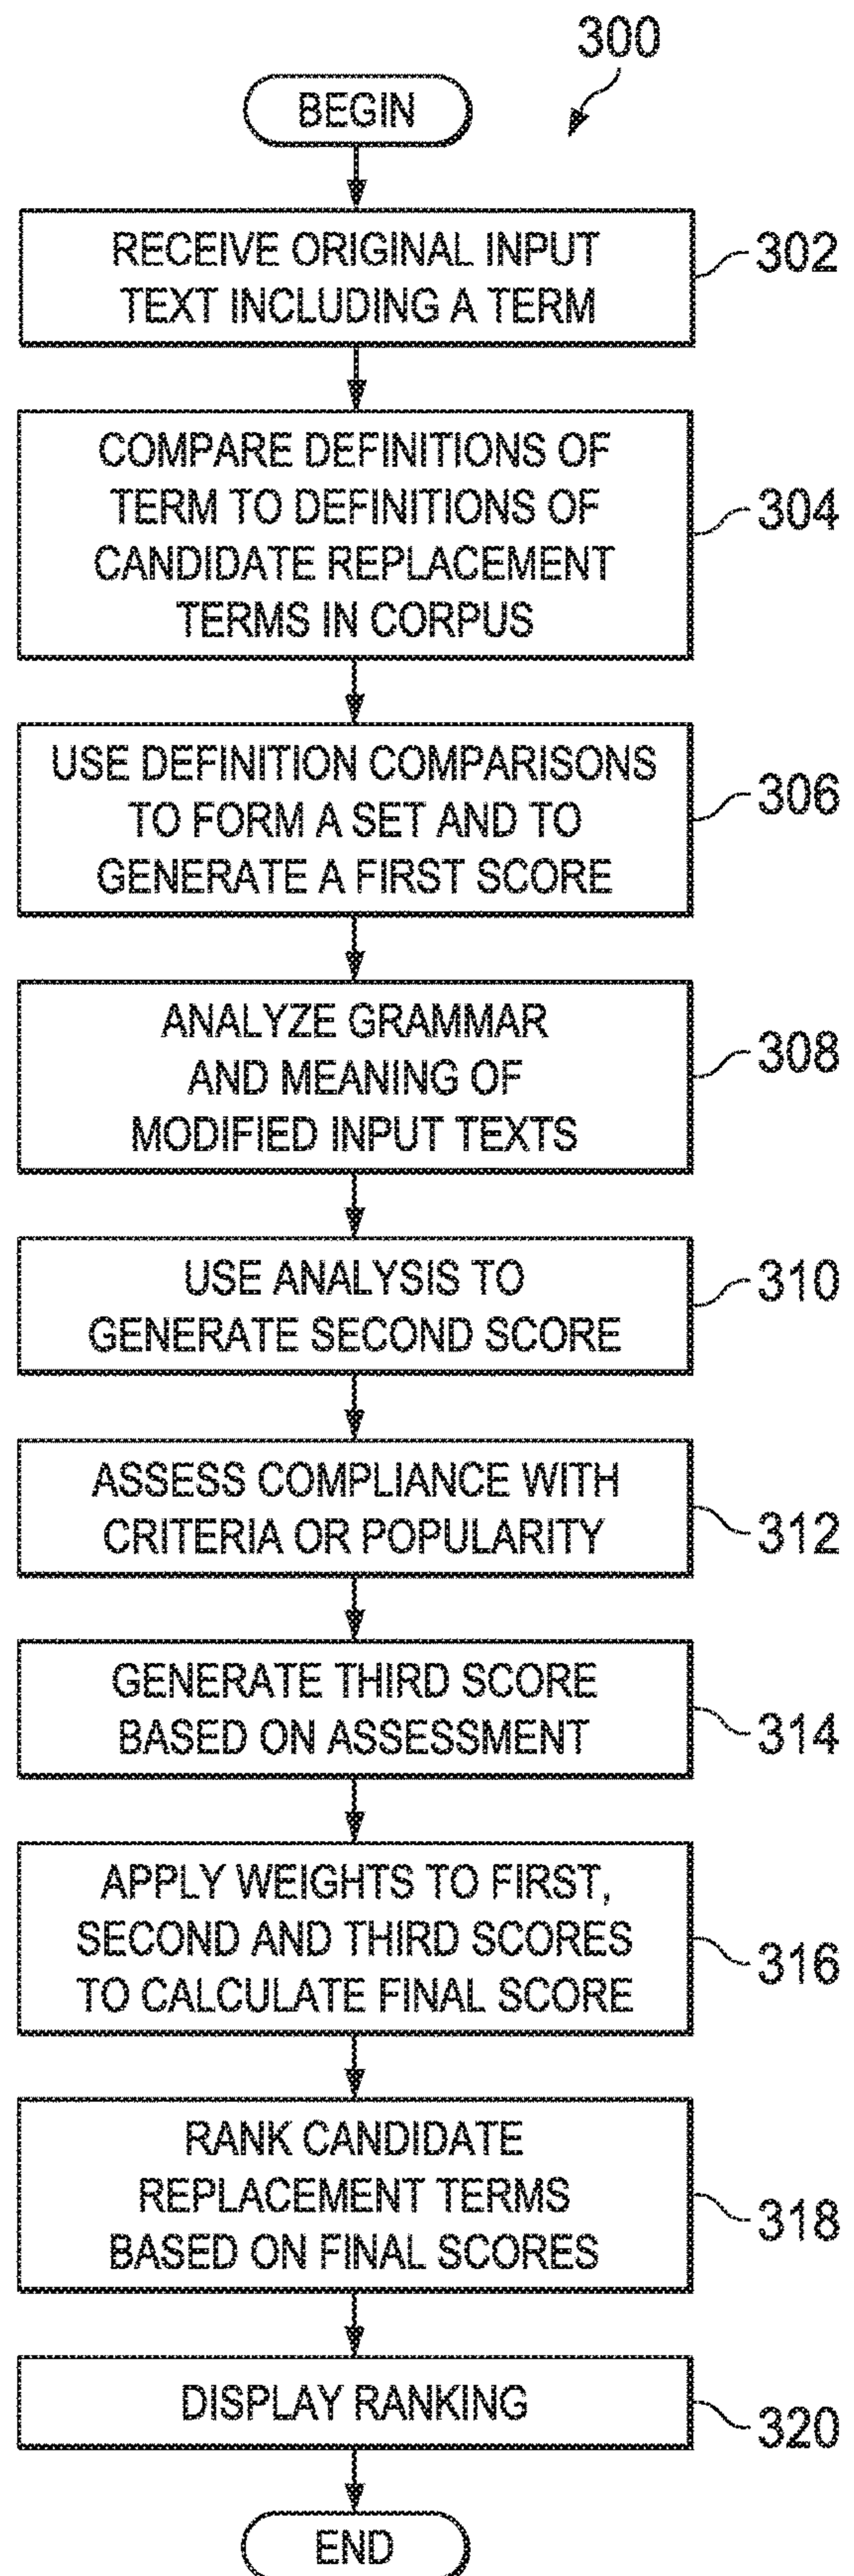 300
BEGIN
RECEIVE ORIGINAL INPUT
TEXT INCLUDING A TERM
302
COMPARE DEFINITIONS OF
TERM TO DEFINITIONS OF
CANDIDATE REPLACEMENT
TERMS IN CORPUS
304
USE DEFINITION COMPARISONS
TO FORM A SET AND TO
GENERATE A FIRST SCORE
306
ANALYZE GRAMMAR
AND MEANING OF
MODIFIED INPUT TEXTS
308
USE ANALYSIS TO
GENERATE SECOND SCORE
310
ASSESS COMPLIANCE WITH
CRITERIA OR POPULARITY
312
GENERATE THIRD SCORE
BASED ON ASSESSMENT
314
APPLY WEIGHTS TO FIRST,
SECOND AND THIRD SCORES
TO CALCULATE FINAL SCORE
316
RANK CANDIDATE
REPLACEMENT TERMS
BASED ON FINAL SCORES
318
DISPLAY RANKING
320
END